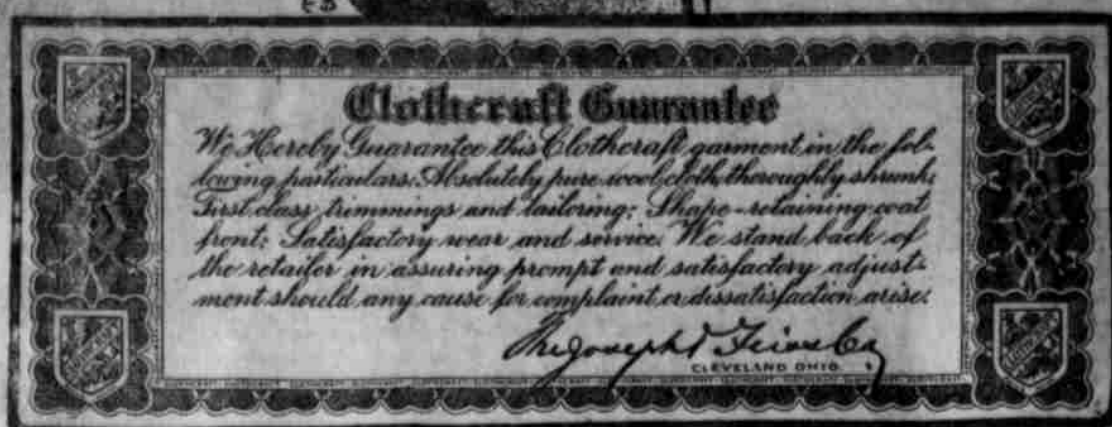 Clothcraft Guarantee
We Hereby Guarantee this Clothcraft garment in the fol-
lowing particulars: Absolutely pure wool cloth, thoroughly shrunk;
First class trimmings and tailoring; Shape-retaining coat
front; Satisfactory wear and service. We stand back of
the retailer in assuring prompt and satisfactory adjust-
ment should any cause for complaint or dissatisfaction arise.
The Joseph & Feiss Co
CLEVELAND OHIO.